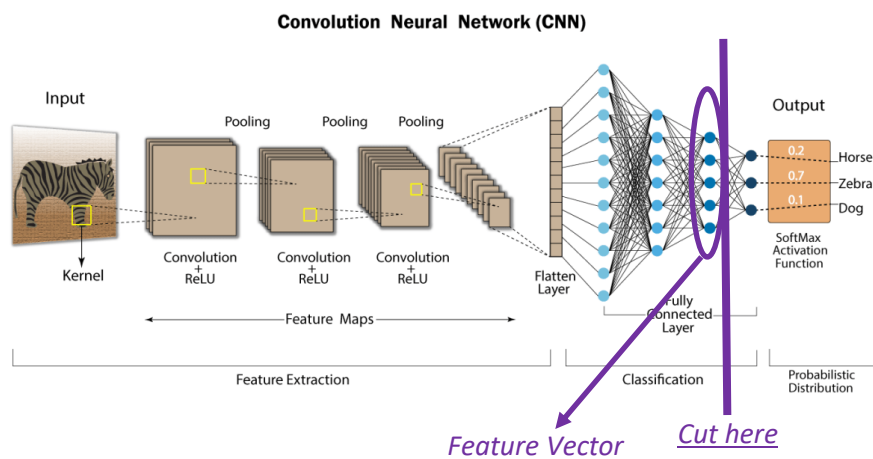 Convolution Neural Network (CNN)
Input
Pooling
Pooling
Pooling
Output
0.2
Horse
0.7
Zebra
0.1
Dog
Kernel
Convolution
+
ReLU
Convolution
+
ReLU
Convolution
+
ReLU
Flatten
Layer
SoftMax
Activation
Function
Feature Maps
Fully
Connected
Layer
Feature Extraction
Classification
Probabilistic
Distribution
Feature Vector
Cut here